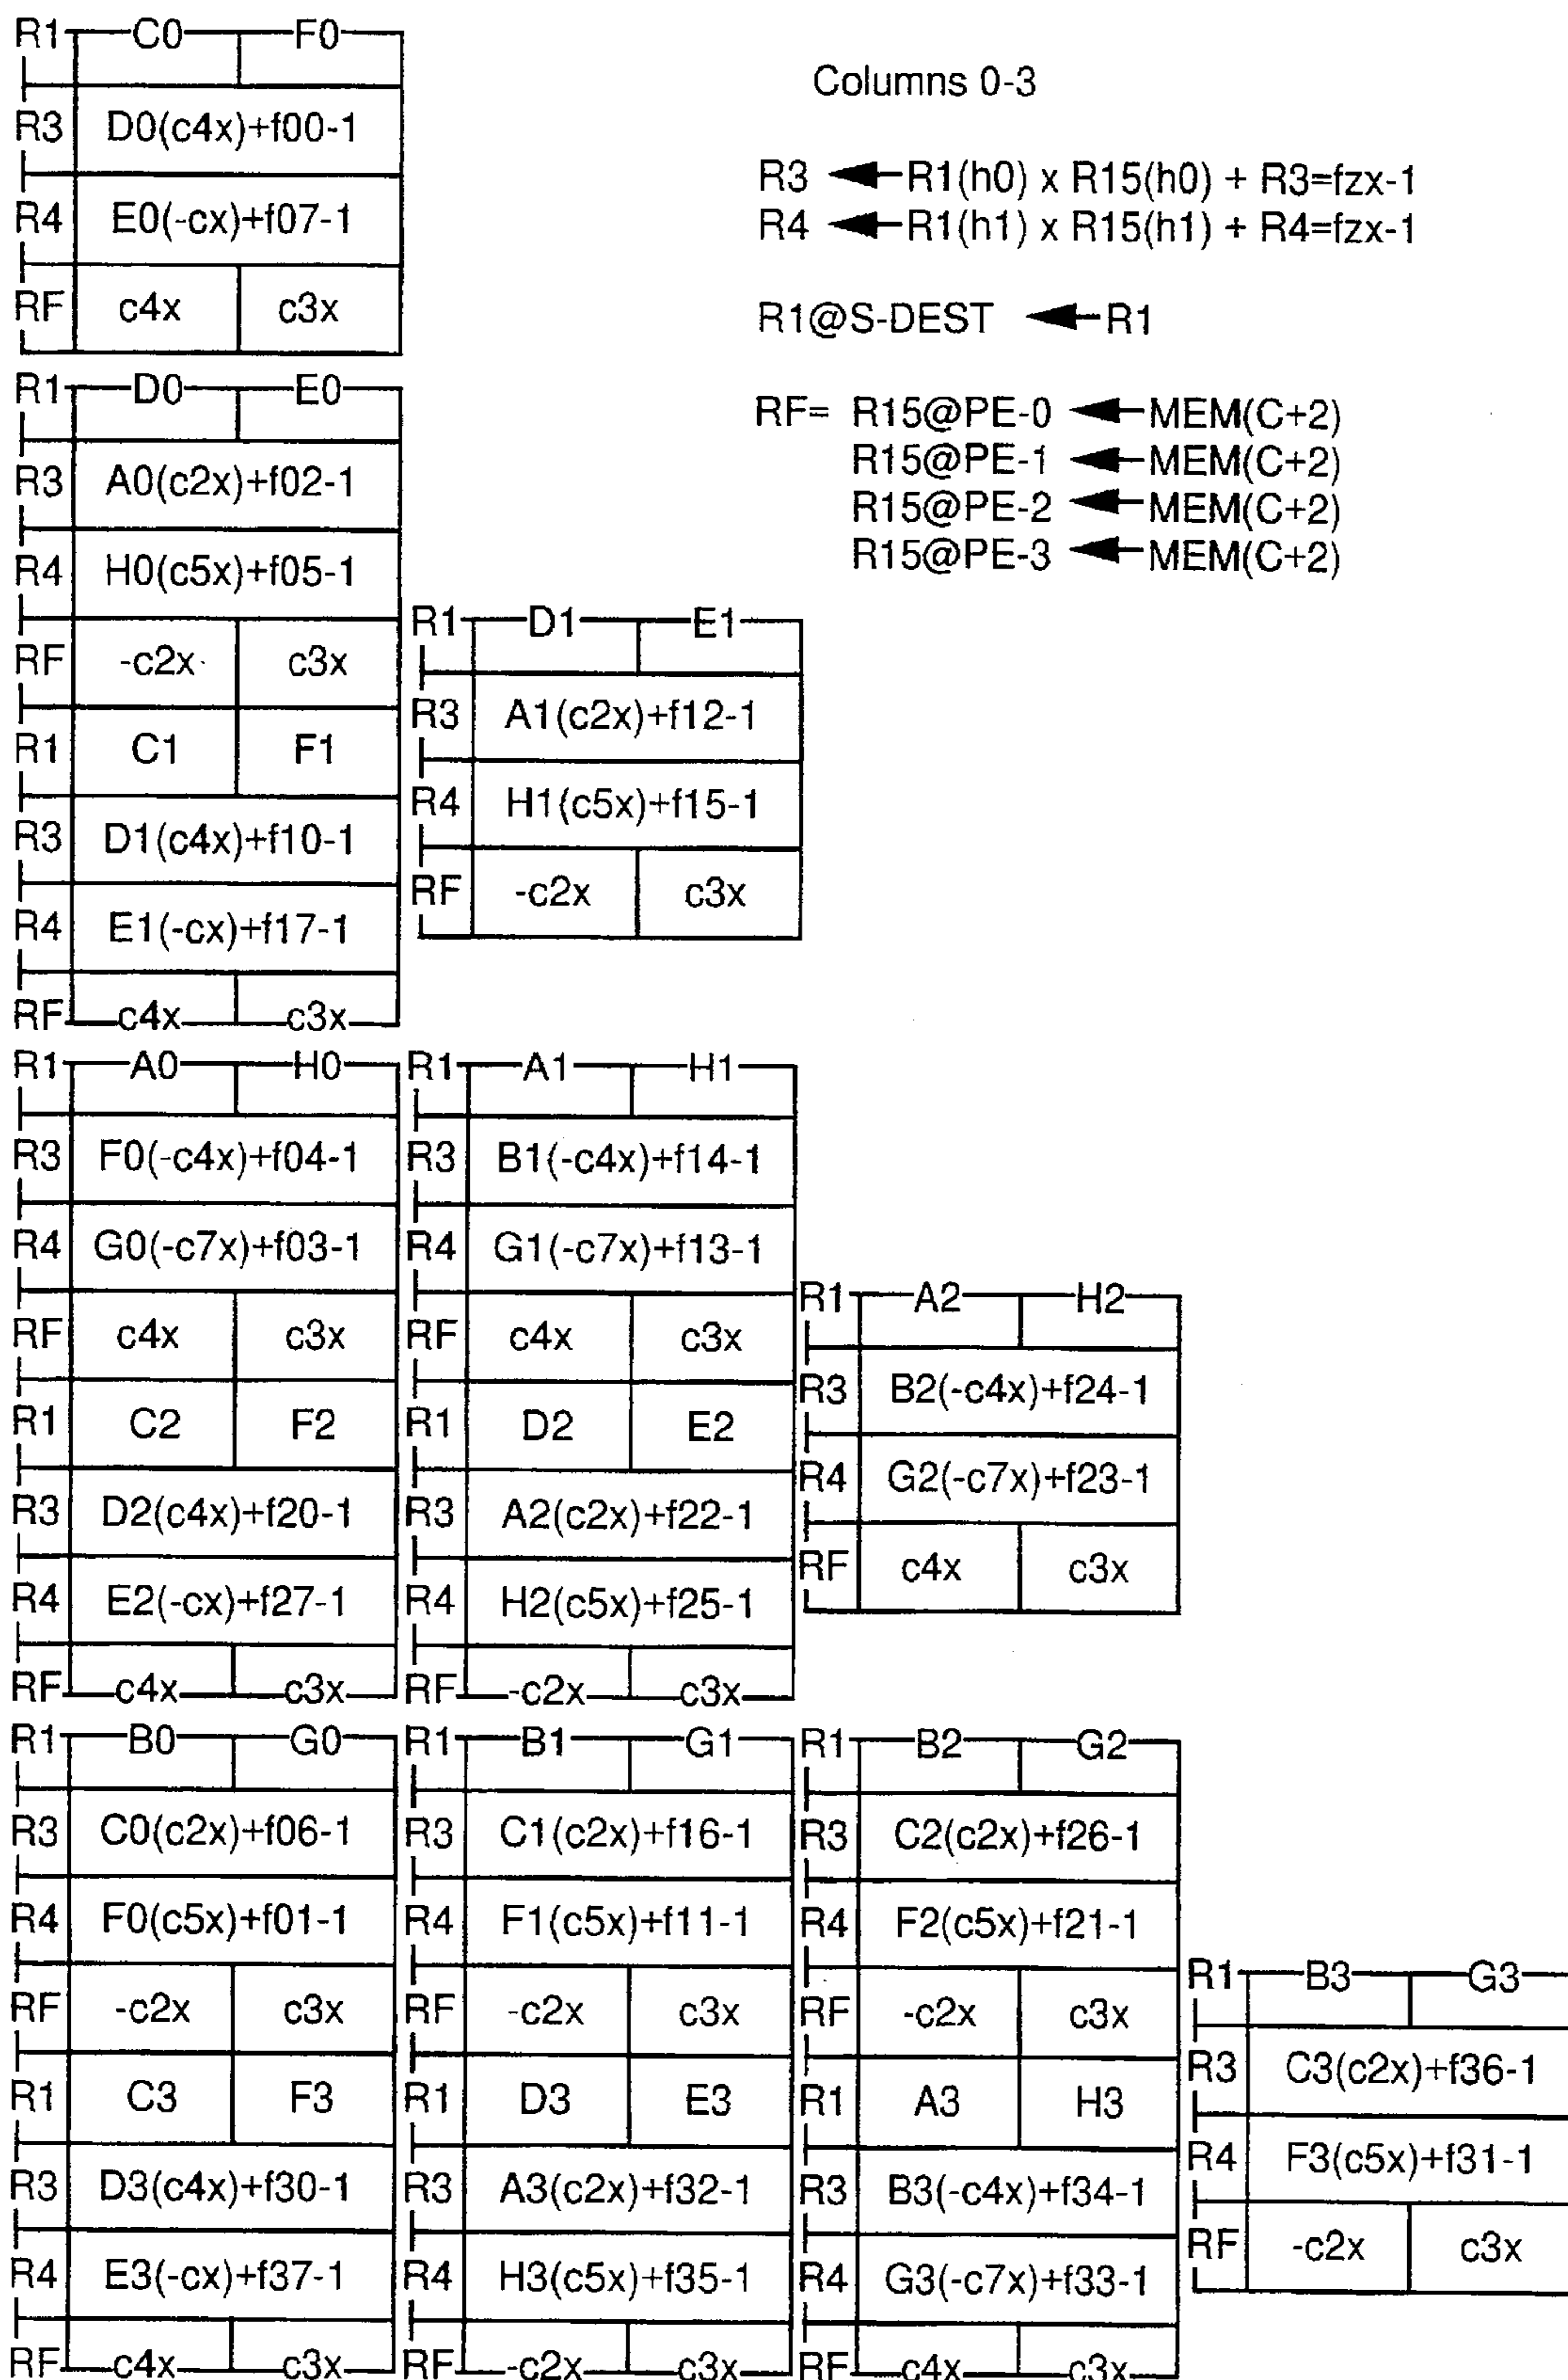 R1 C0 F0
Columns 0-3
R3 D0(c4x)+f00-1
R3 ◄ R1(h0) x R15(h0) + R3=fzx-1
R4 E0(-cx)+f07-1
R4 ◄ R1(h1) x R15(h1) + R4=fzx-1
RF c4x c3x
R1@S-DEST ◄ R1
R1 D0 E0
RF= R15@PE-0 ◄ MEM(C+2)
R15@PE-1 ◄ MEM(C+2)
R15@PE-2 ◄ MEM(C+2)
R15@PE-3 ◄ MEM(C+2)
R3 A0(c2x)+f02-1
R4 H0(c5x)+f05-1
RF -c2x c3x
R1 C1 F1
R3 D1(c4x)+f10-1
R4 E1(-cx)+f17-1
RF c4x c3x
R1 D1 E1
R3 A1(c2x)+f12-1
R4 H1(c5x)+f15-1
RF -c2x c3x
R1 A0 H0
R3 F0(-c4x)+f04-1
R4 G0(-c7x)+f03-1
RF c4x c3x
R1 C2 F2
R3 D2(c4x)+f20-1
R4 E2(-cx)+f27-1
RF c4x c3x
R1 A1 H1
R3 B1(-c4x)+f14-1
R4 G1(-c7x)+f13-1
RF c4x c3x
R1 D2 E2
R3 A2(c2x)+f22-1
R4 H2(c5x)+f25-1
RF -c2x c3x
R1 A2 H2
R3 B2(-c4x)+f24-1
R4 G2(-c7x)+f23-1
RF c4x c3x
R1 B0 G0
R3 C0(c2x)+f06-1
R4 F0(c5x)+f01-1
RF -c2x c3x
R1 C3 F3
R3 D3(c4x)+f30-1
R4 E3(-cx)+f37-1
RF c4x c3x
R1 B1 G1
R3 C1(c2x)+f16-1
R4 F1(c5x)+f11-1
RF -c2x c3x
R1 D3 E3
R3 A3(c2x)+f32-1
R4 H3(c5x)+f35-1
RF -c2x c3x
R1 B2 G2
R3 C2(c2x)+f26-1
R4 F2(c5x)+f21-1
RF -c2x c3x
R1 A3 H3
R3 B3(-c4x)+f34-1
R4 G3(-c7x)+f33-1
RF c4x c3x
R1 B3 G3
R3 C3(c2x)+f36-1
R4 F3(c5x)+f31-1
RF -c2x c3x